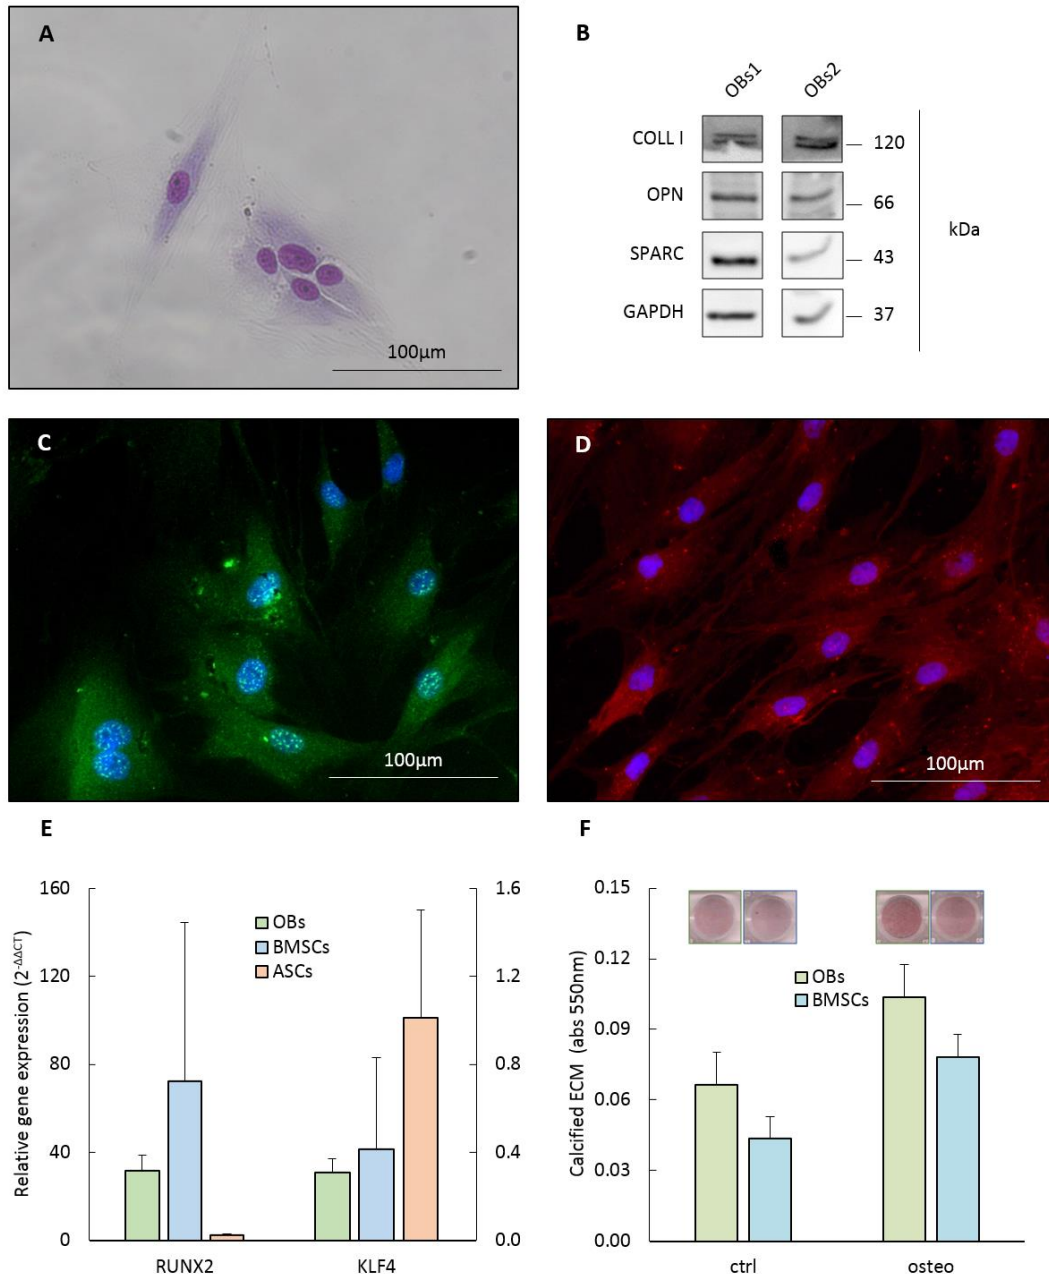 A
100μm
B
OBs1
OBs2
COLL I
120
OPN
66
SPARC
43
GAPDH
37
kDa
C
100μm
D
100μm
E
Relative gene expression (2^-ΔΔCT)
160
120
80
40
0
OBs
BMSCs
ASCs
1.6
1.2
0.8
0.4
0.0
RUNX2
KLF4
F
Calcified ECM (abs 550nm)
0.15
0.12
0.09
0.06
0.03
0.00
OBs
BMSCs
ctrl
osteo